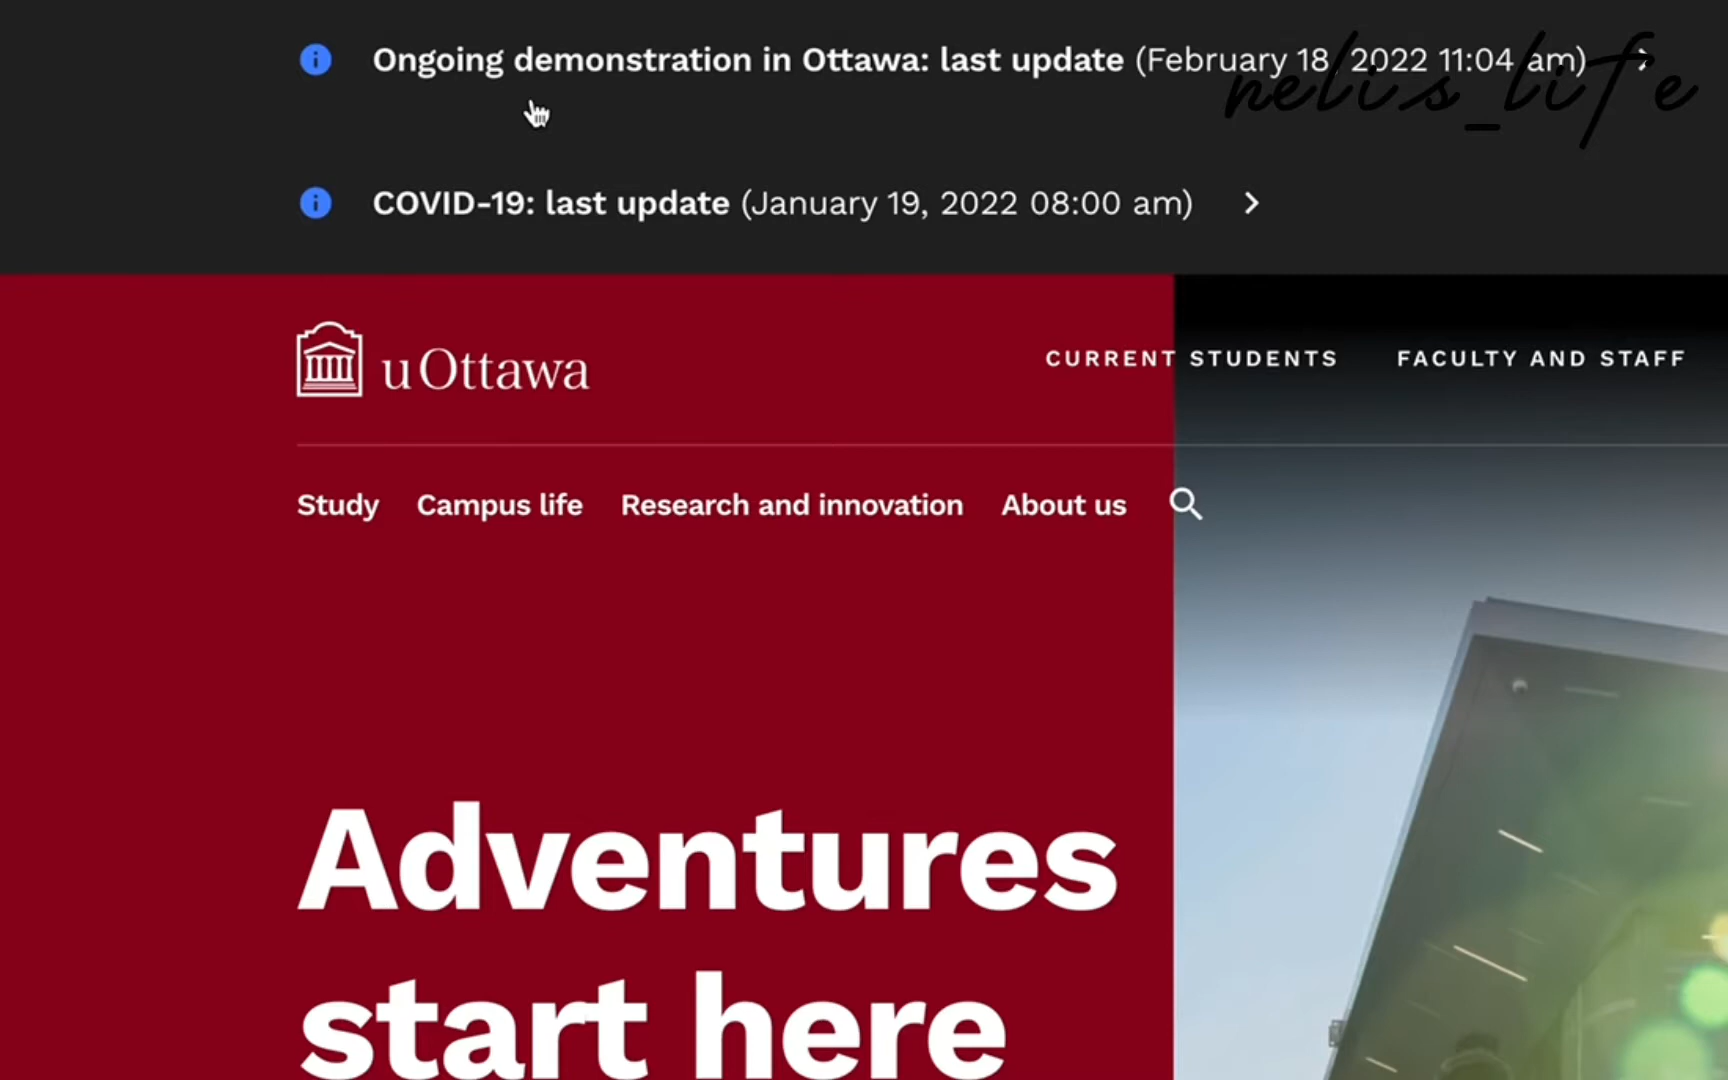 Ongoing demonstration in Ottawa: last update (February 18, 2022 11:04 am)
nelis_life
COVID-19: last update (January 19, 2022 08:00 am)
uOttawa
CURRENT STUDENTS
FACULTY AND STAFF
Study
Campus life
Research and innovation
About us
Adventures
start here